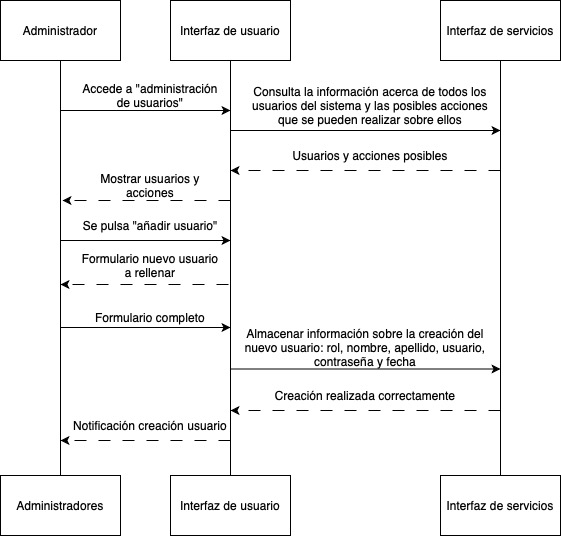 Administrador
Interfaz de usuario
Interfaz de servicios
Accede a "administración
de usuarios"
Consulta la información acerca de todos los
usuarios del sistema y las posibles acciones
que se pueden realizar sobre ellos
Usuarios y acciones posibles
Mostrar usuarios y
acciones
Se pulsa "añadir usuario"
Formulario nuevo usuario
a rellenar
Formulario completo
Almacenar información sobre la creación del
nuevo usuario: rol, nombre, apellido, usuario,
contraseña y fecha
Creación realizada correctamente
Notificación creación usuario
Administradores
Interfaz de usuario
Interfaz de servicios